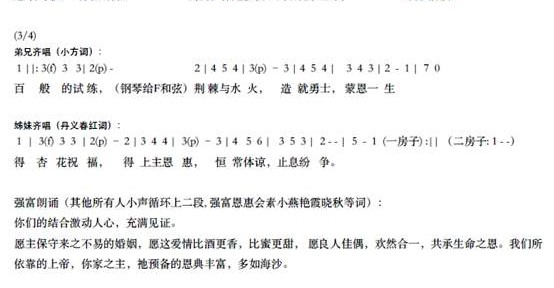 (3/4)
弟兄齐唱（小方词）：
1 ||: 3(f) 3 3 | 2(p) - 2 | 4 5 4 | 3(p) - 3 | 4 5 4 | 3 4 3 | 2 - 1 | 7 0
百 般 的试 练，（钢琴给F和弦）荆 棘与水 火， 造 就勇士，蒙恩一 生
姊妹齐唱（丹义春红词）：
1 | 3(f) 3 3 | 2(p) - 2 | 3 4 4 | 3(p) - 3 | 4 5 6 | 3 5 3 | 2 - - | 5 - 1 (一房子) :|| （二房子: 1 - -)
得 杏 花祝 福， 得 上主恩 惠， 恒 常体谅，止息纷 争。
强富朗诵（其他所有人小声循环上二段, 强富恩惠会素小燕艳霞晓秋等词）：
你们的结合激动人心，充满见证。
愿主保守来之不易的婚姻，愿这爱情比酒更香，比蜜更甜， 愿良人佳偶，欢然合一，共承生命之恩。我们所
依靠的上帝，你家之主，祂预备的恩典丰富，多如海沙。